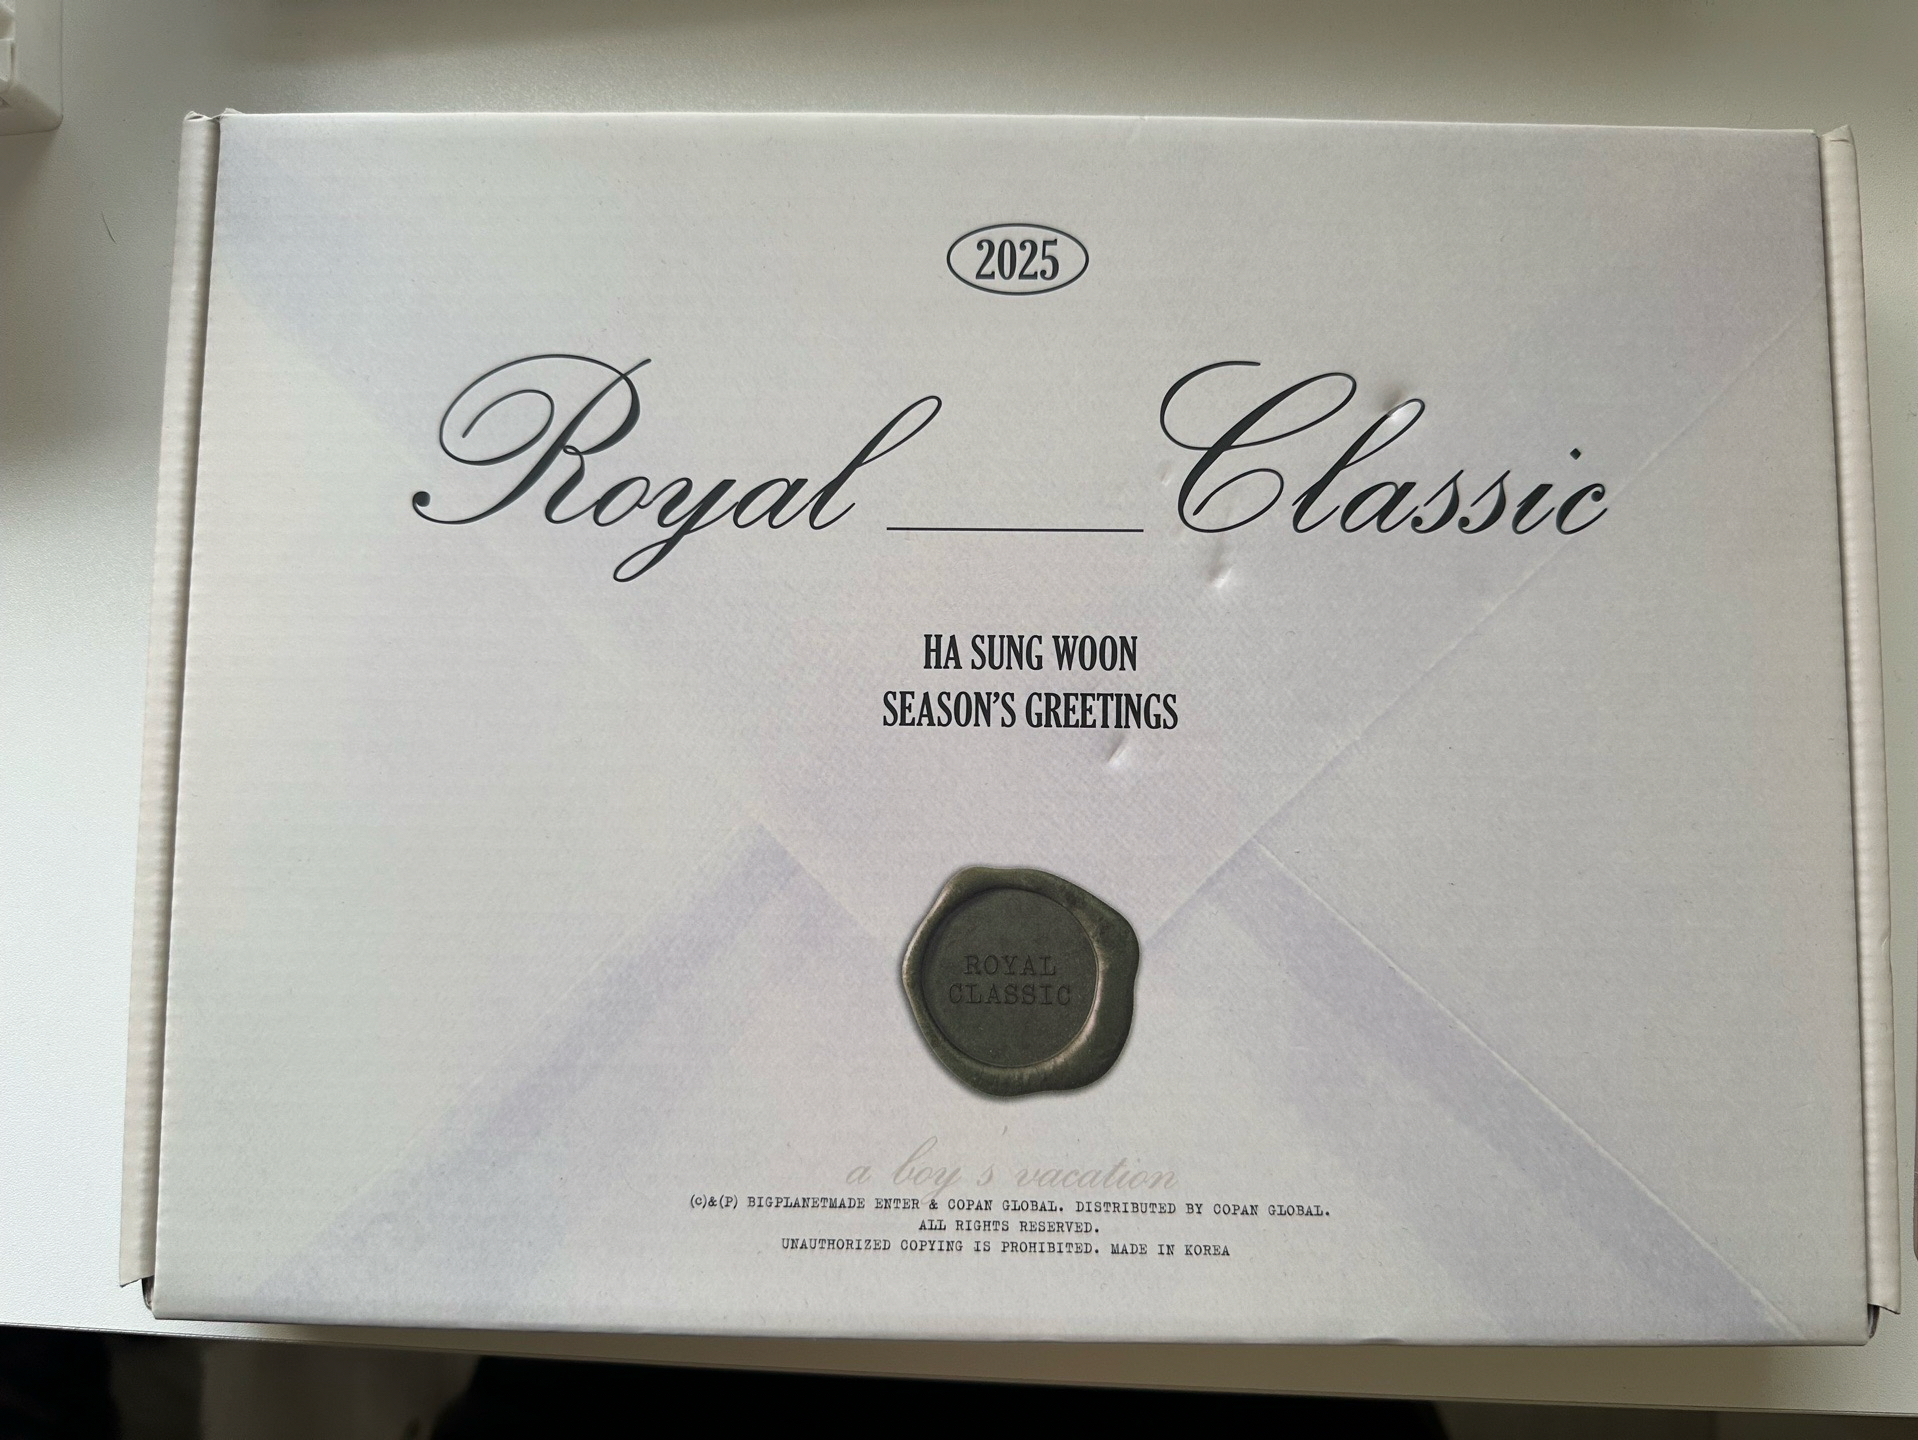 2025
Royal ____ Classic
HA SUNG WOON
SEASON'S GREETINGS
ROYAL
CLASSIC
a boy's vacation
(c)&(P) BIGPLANETMADE ENTER & COPAN GLOBAL. DISTRIBUTED BY COPAN GLOBAL.
ALL RIGHTS RESERVED.
UNAUTHORIZED COPYING IS PROHIBITED. MADE IN KOREA